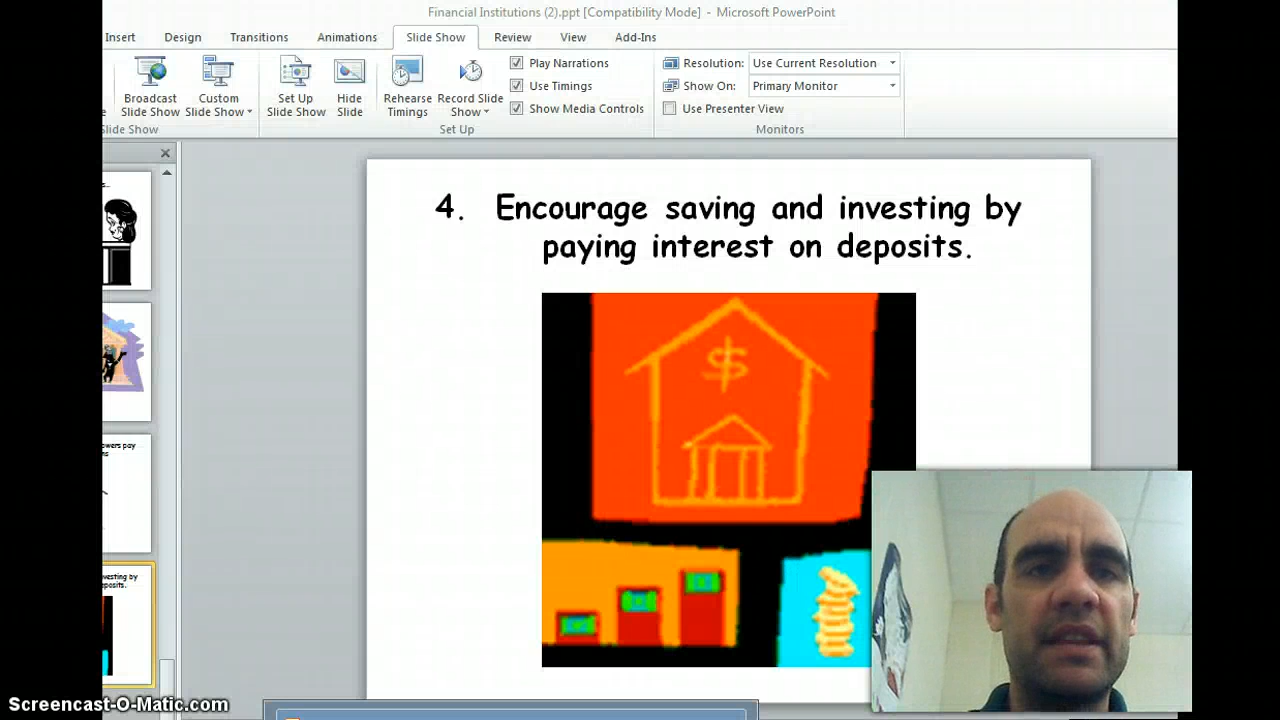 Financial Institutions (2).ppt [Compatibility Mode] - Microsoft PowerPoint
Insert Design Transitions Animations Slide Show Review View Add-Ins
Broadcast Slide Show
Custom Slide Show
Set Up Slide Show
Hide Slide
Rehearse Timings
Record Slide Show
Play Narrations
Use Timings
Show Media Controls
Resolution: Use Current Resolution
Show On: Primary Monitor
Use Presenter View
Slide Show
Set Up
Monitors
4. Encourage saving and investing by
paying interest on deposits.
$
Screencast-O-Matic.com